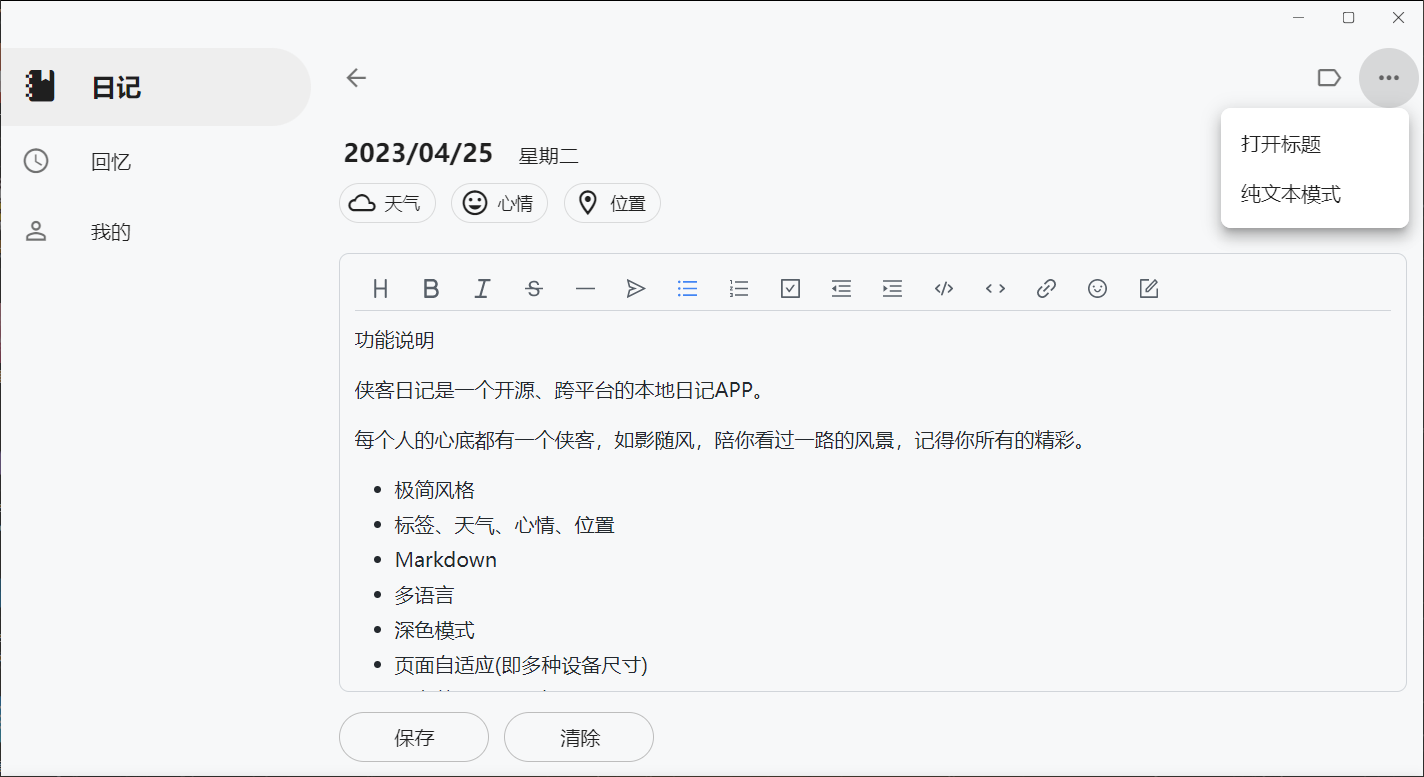 日记
回忆
我的
打开标题
纯文本模式
2023/04/25 星期二
天气 心情 位置
功能说明
侠客日记是一个开源、跨平台的本地日记APP。
每个人的心底都有一个侠客，如影随风，陪你看过一路的风景，记得你所有的精彩。
极简风格
标签、天气、心情、位置
Markdown
多语言
深色模式
页面自适应(即多种设备尺寸)
保存 清除